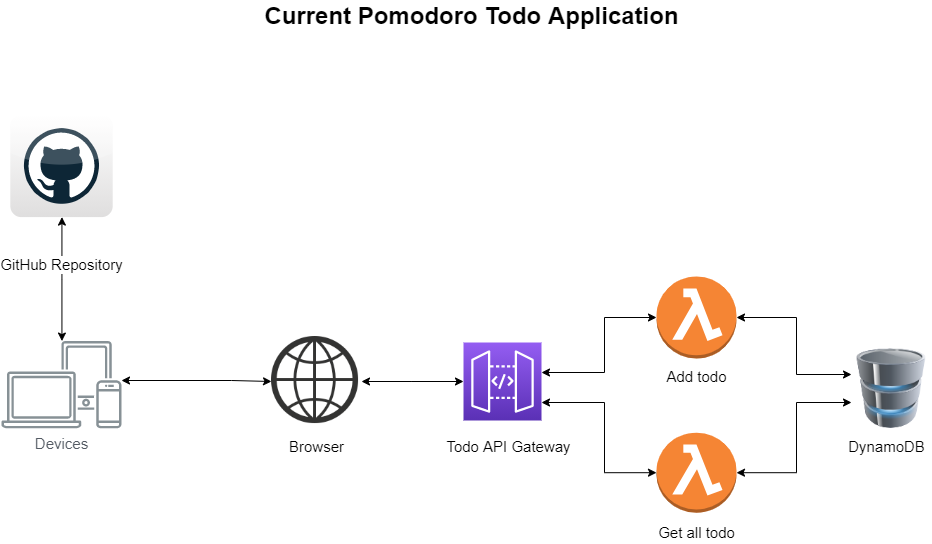 Current Pomodoro Todo Application
GitHub Repository
Devices
Browser
Todo API Gateway
Add todo
Get all todo
DynamoDB